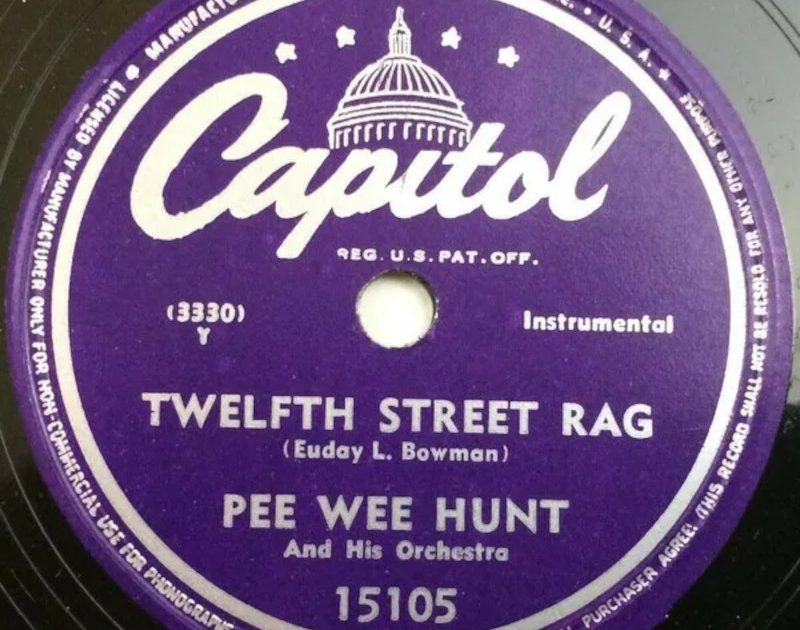 Capitol
REG. U.S. PAT. OFF.
(3330)
Y
Instrumental
TWELFTH STREET RAG
(Euday L. Bowman)
PEE WEE HUNT
And His Orchestra
15105
LICENSED BY MANUFACTURER ONLY FOR NON-COMMERCIAL USE FOR
U. S. A.
PURCHASER AGREE) (THIS RECORD SHALL NOT BE RESOLD FOR ANY OTHER PURPOSE